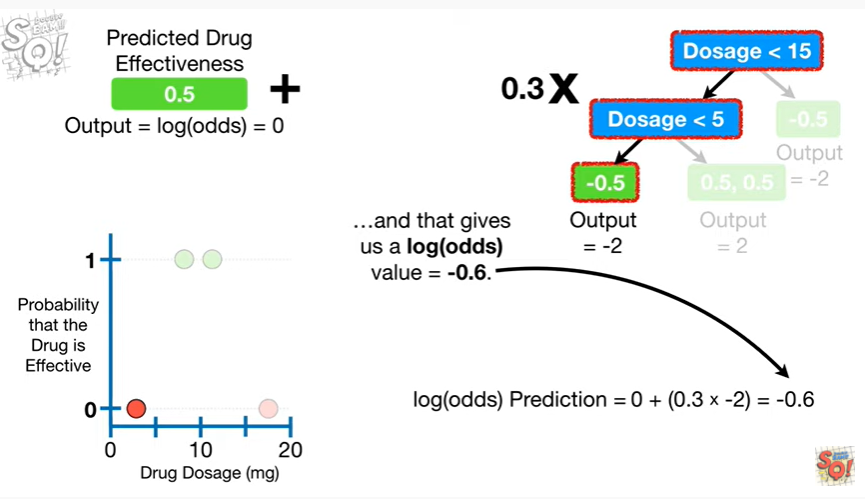 Predicted Drug
Effectiveness
0.5
+
Output = log(odds) = 0
0.3 X
Dosage < 15
Dosage < 5
-0.5
Output
= -2
-0.5
Output
= -2
0.5, 0.5
Output
= 2
...and that gives
us a log(odds)
value = -0.6.
log(odds) Prediction = 0 + (0.3 × -2) = -0.6
1
Probability
that the
Drug is
Effective
0
0
10
20
Drug Dosage (mg)
SQ!